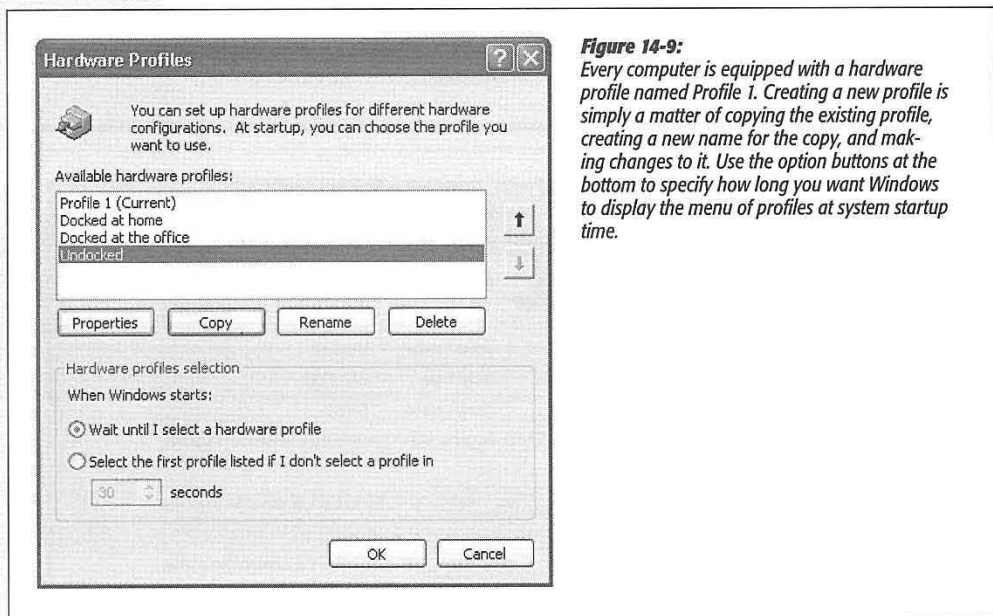 Hardware Profiles
You can set up hardware profiles for different hardware
configurations. At startup, you can choose the profile you
want to use.
Available hardware profiles:
Profile 1 (Current)
Docked at home
Docked at the office
Undocked
Properties
Copy
Rename
Delete
Hardware profiles selection
When Windows starts:
Wait until I select a hardware profile
Select the first profile listed if I don't select a profile in
30 seconds
OK
Cancel
Figure 14-9:
Every computer is equipped with a hardware
profile named Profile 1. Creating a new profile is
simply a matter of copying the existing profile,
creating a new name for the copy, and mak-
ing changes to it. Use the option buttons at the
bottom to specify how long you want Windows
to display the menu of profiles at system startup
time.